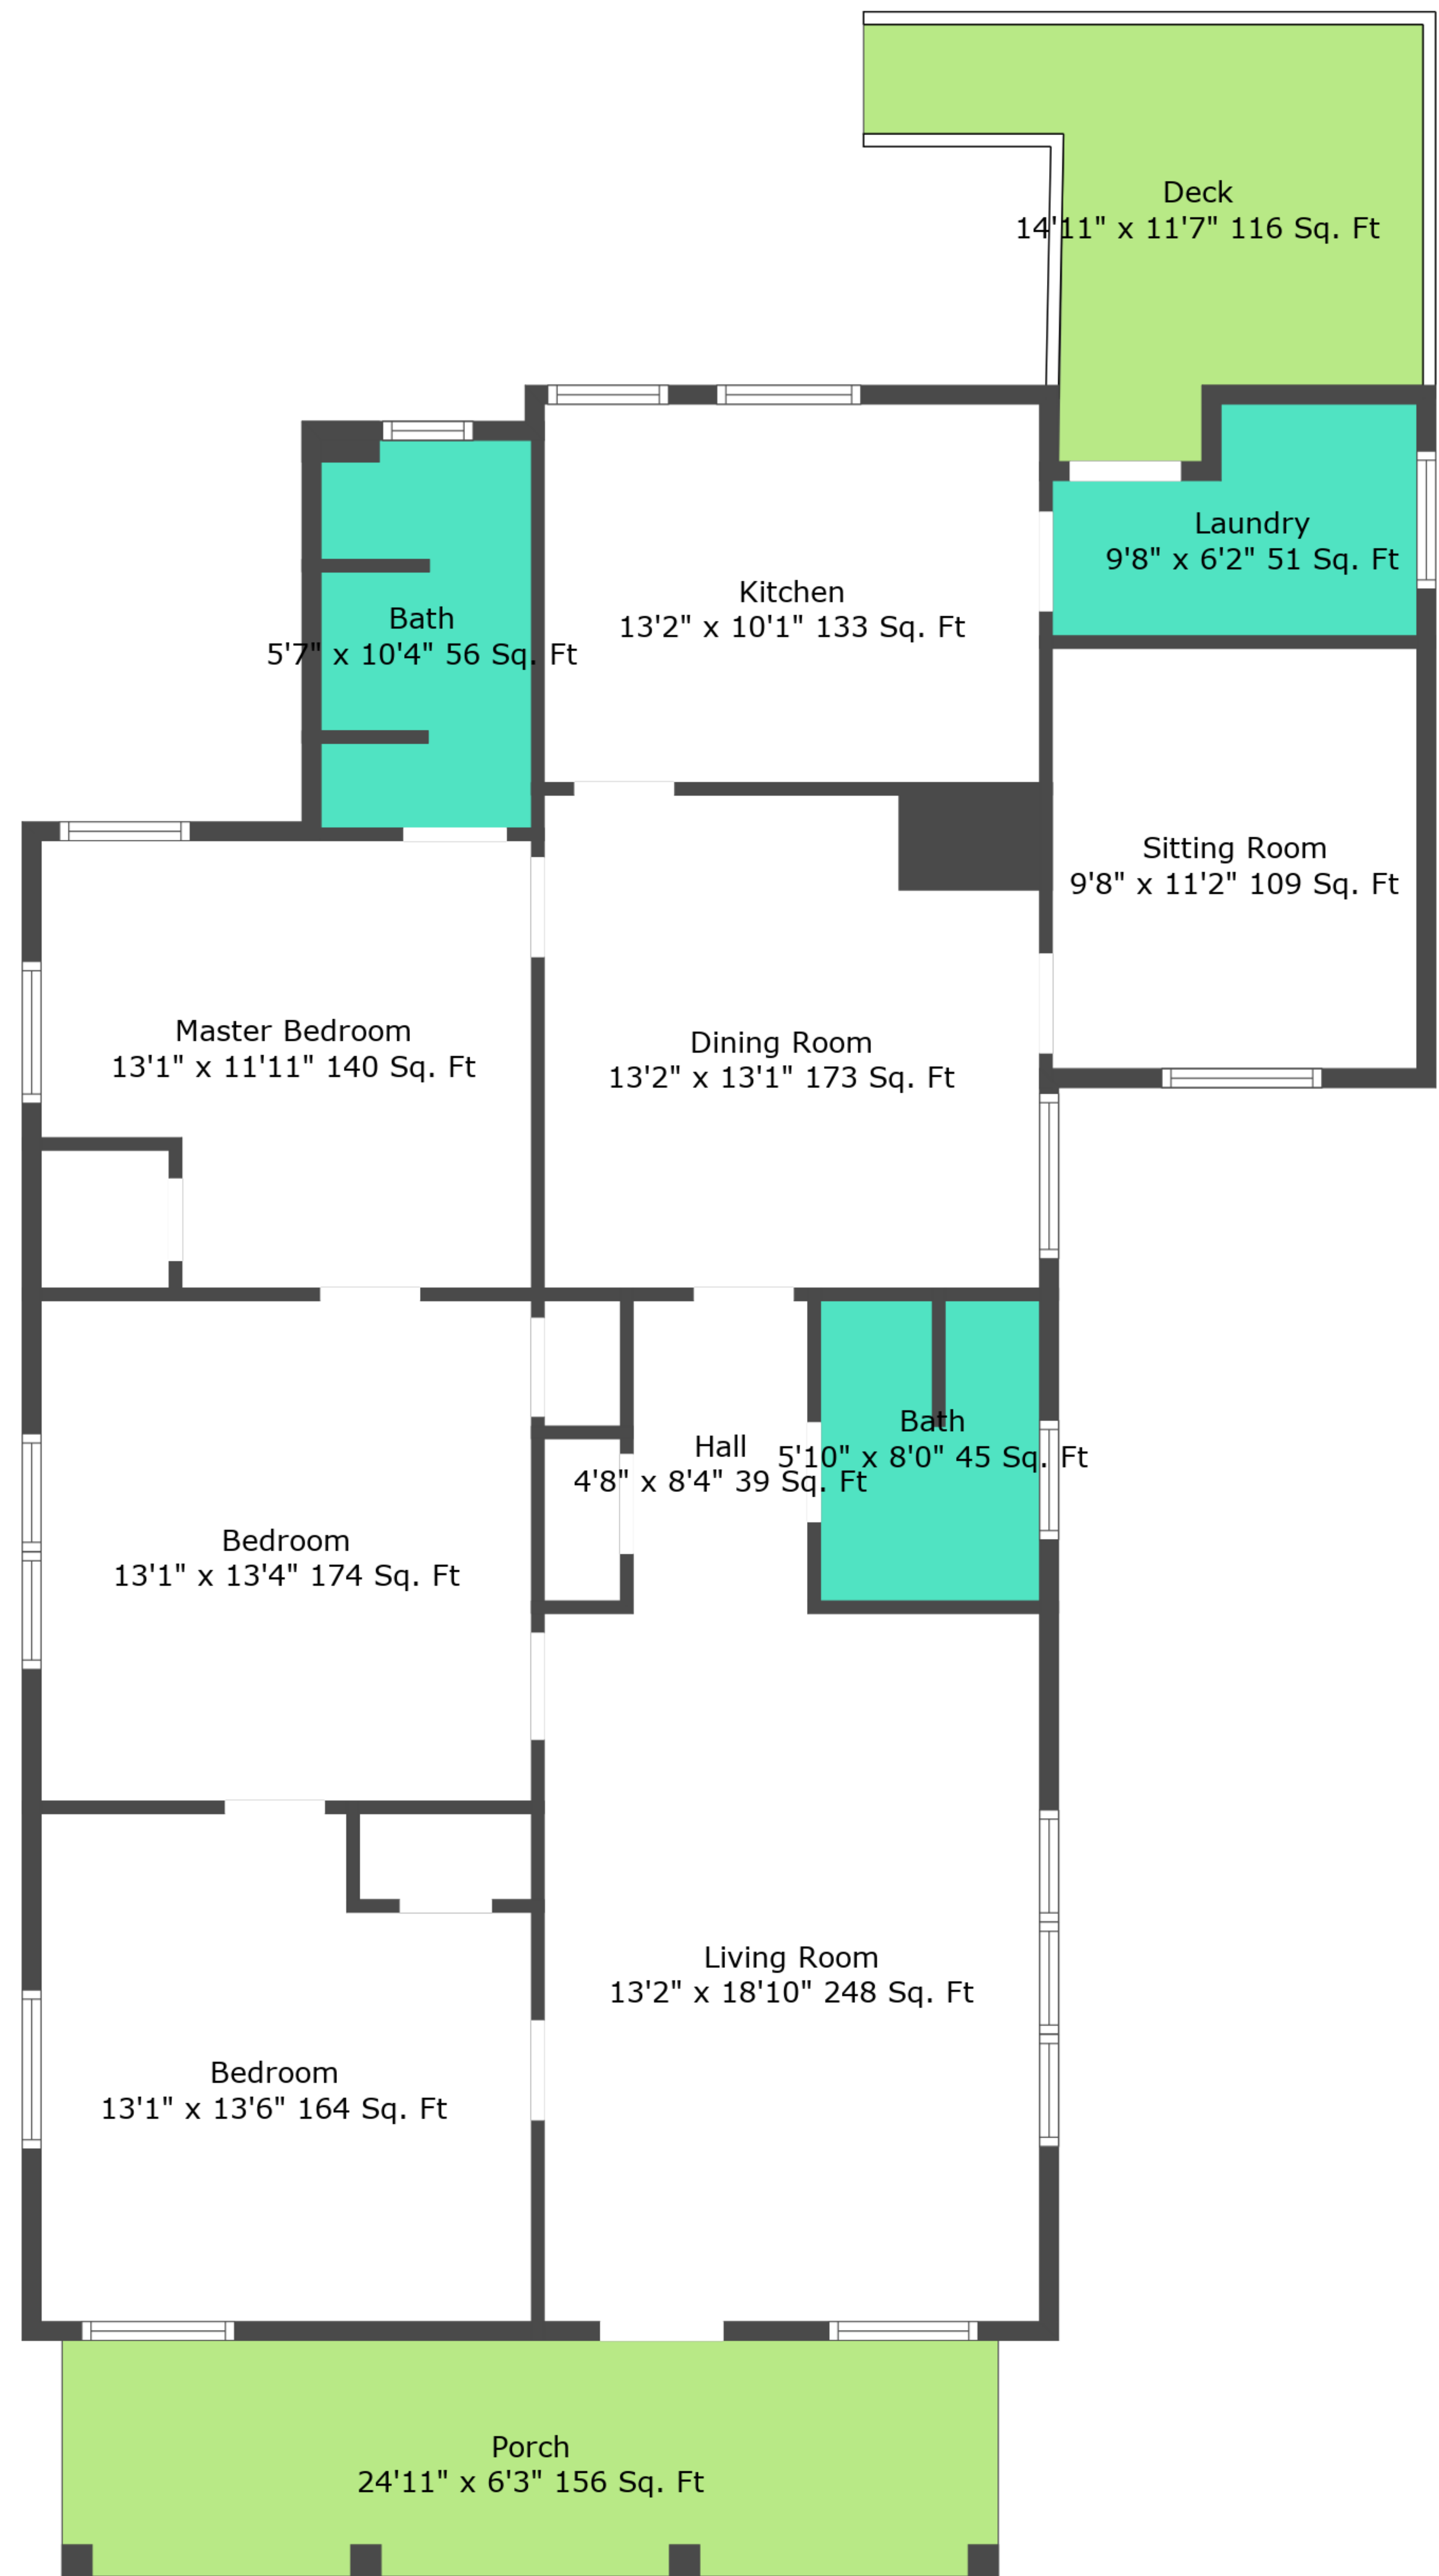 Deck
14'11" x 11'7" 116 Sq. Ft
Laundry
9'8" x 6'2" 51 Sq. Ft
Kitchen
13'2" x 10'1" 133 Sq. Ft
Bath
5'7" x 10'4" 56 Sq. Ft
Sitting Room
9'8" x 11'2" 109 Sq. Ft
Master Bedroom
13'1" x 11'11" 140 Sq. Ft
Dining Room
13'2" x 13'1" 173 Sq. Ft
Bath
5'10" x 8'0" 45 Sq. Ft
Hall
4'8" x 8'4" 39 Sq. Ft
Bedroom
13'1" x 13'4" 174 Sq. Ft
Living Room
13'2" x 18'10" 248 Sq. Ft
Bedroom
13'1" x 13'6" 164 Sq. Ft
Porch
24'11" x 6'3" 156 Sq. Ft